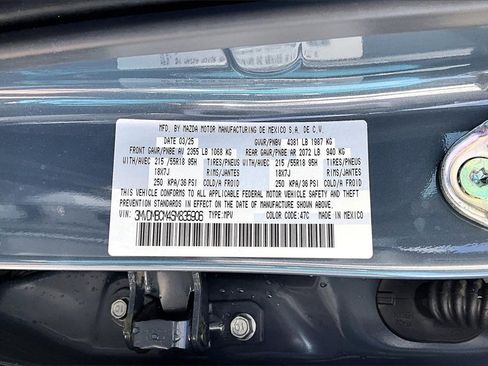 MFD. BY MAZDA MOTOR MANUFACTURING DE MEXICO S.A. DE C.V.
DATE 03/25 GVWR/PNBV 4381 LB 1987 KG
FRONT GAWR/PNBE AV 2355 LB 1068 KG REAR GAWR/PNBE AR 2072 LB 940 KG
WITH/AVEC 215/55R18 95H TIRES/PNEUS WITH/AVEC 215/55R18 95H TIRES/PNEUS
18X7J RIMS/JANTES 18X7J RIMS/JANTES
250 KPA/36 PSI COLD/A FROID 250 KPA/36 PSI COLD/A FROID
THIS VEHICLE CONFORMS TO ALL APPLICABLE FEDERAL MOTOR VEHICLE SAFETY, BUMPER, AND THEFT
PREVENTION STANDARDS IN EFFECT ON THE DATE OF MANUFACTURE SHOWN ABOVE.
VIN: TYPE: MPV COLOR: 47C MADE IN MEXICO